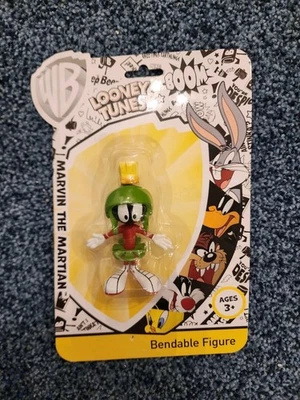 WB
LOONEY
TUNES
BOOM!
MARVIN THE MARTIAN
AGES
3+
Bendable Figure